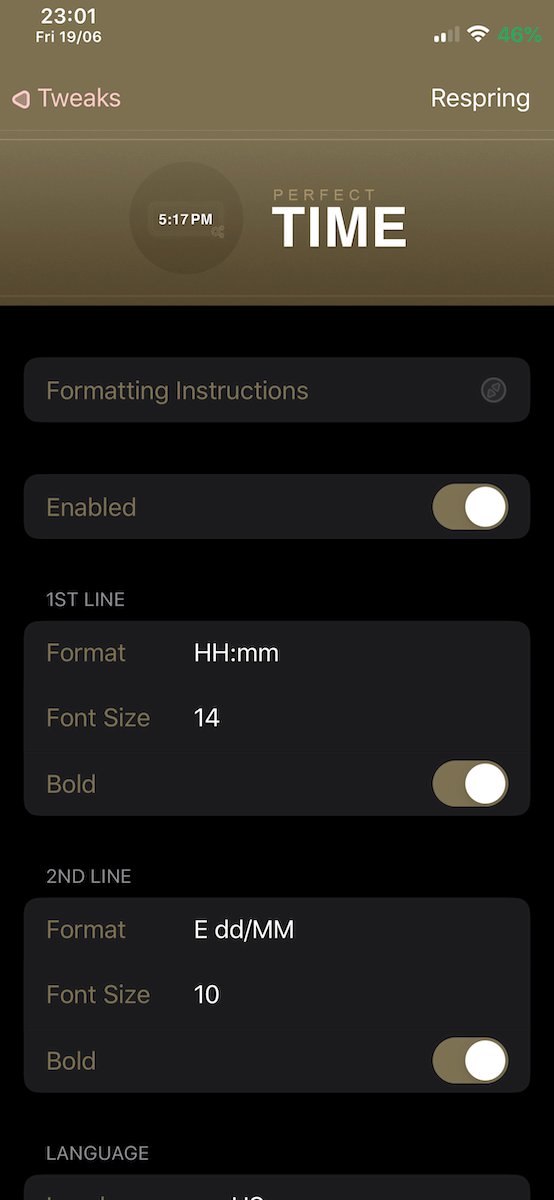 23:01
Fri 19/06
46%
Tweaks
Respring
5:17 PM
PERFECT
TIME
Formatting Instructions
Enabled
1ST LINE
Format HH:mm
Font Size 14
Bold
2ND LINE
Format E dd/MM
Font Size 10
Bold
LANGUAGE